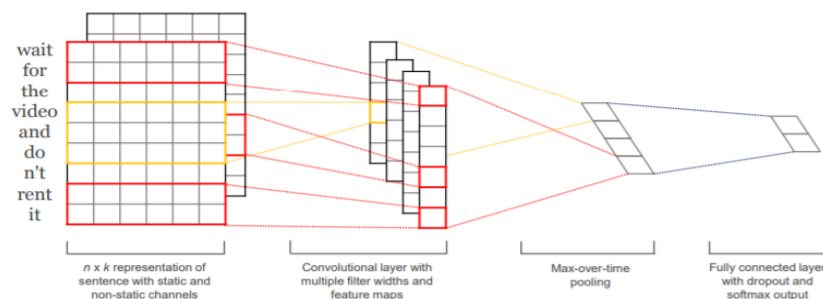 wait
for
the
video
and
do
n't
rent
it
n x k representation of
sentence with static and
non-static channels
Convolutional layer with
multiple filter widths and
feature maps
Max-over-time
pooling
Fully connected layer
with dropout and
softmax output